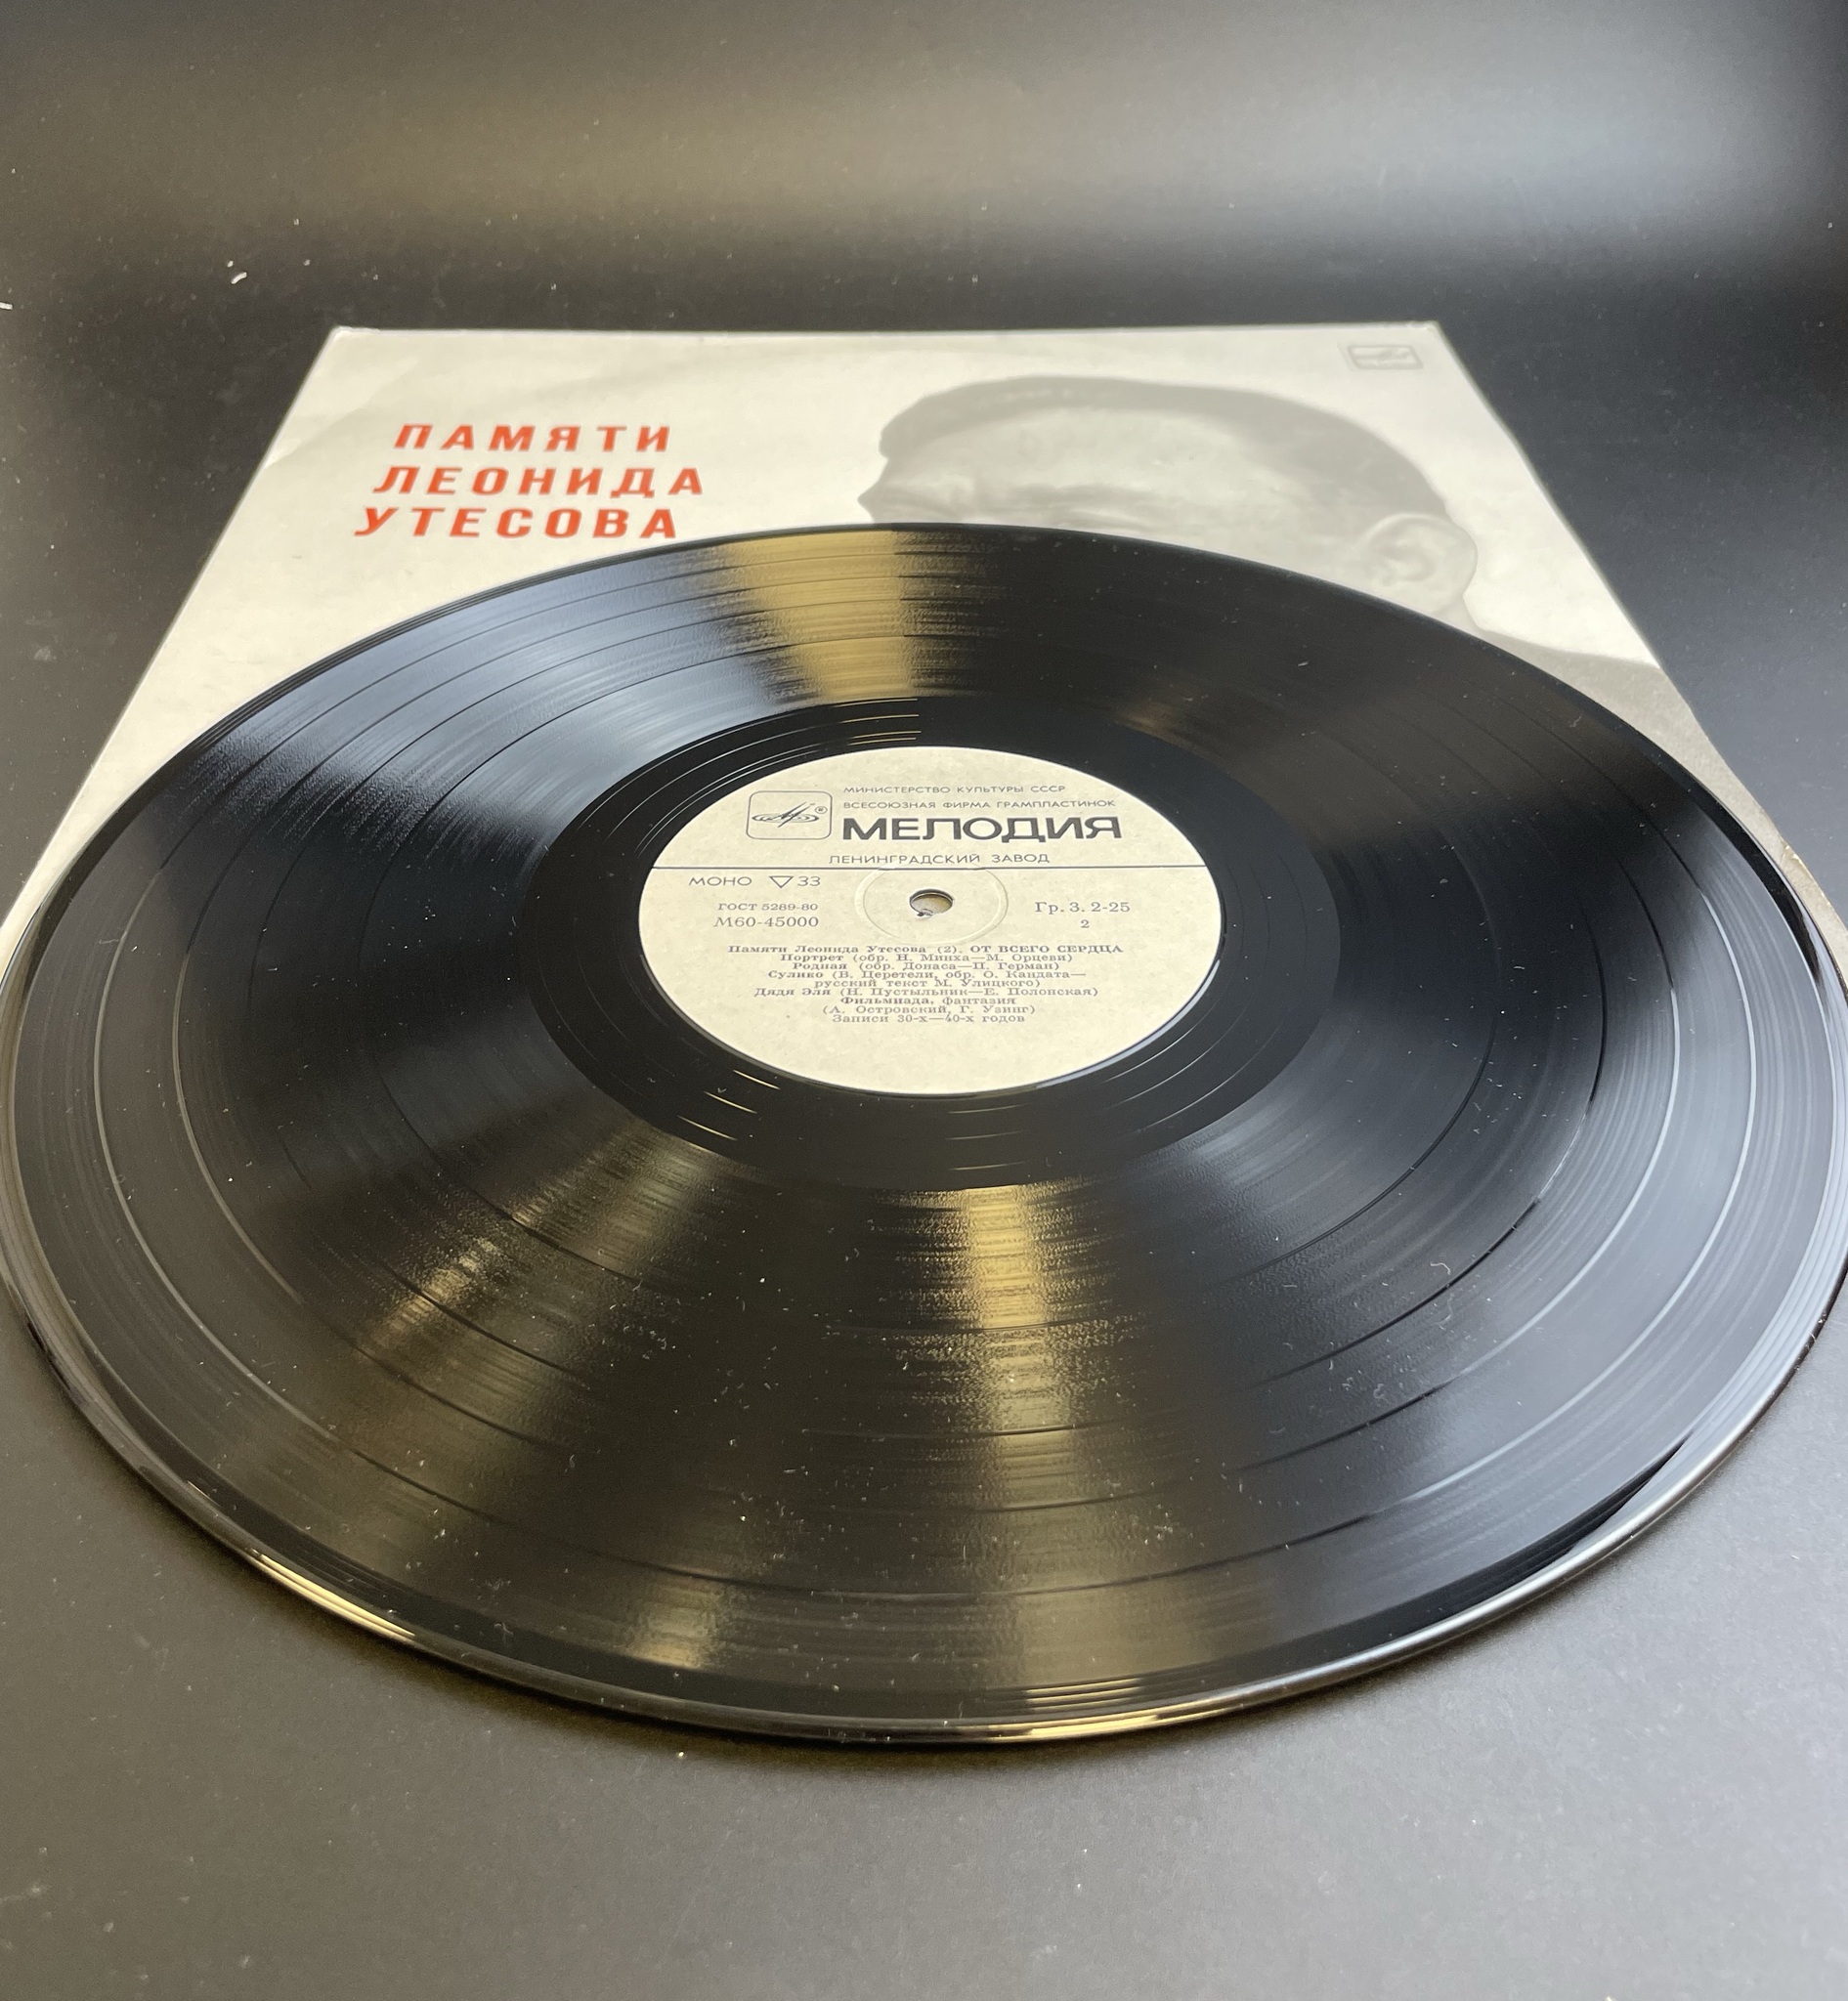 ПАМЯТИ
ЛЕОНИДА
УТЕСОВА
МИНИСТЕРСТВО КУЛЬТУРЫ СССР
ВСЕСОЮЗНАЯ ФИРМА ГРАМПЛАСТИНОК
МЕЛОДИЯ
ЛЕНИНГРАДСКИЙ ЗАВОД
МОНО ▽33
ГОСТ 5289-80
М60-45000
Гр. 3. 2-25
2
Памяти Леонида Утесова (2). ОТ ВСЕГО СЕРДЦА
Портрет (обр. Н. Минха—М. Орцеви)
Родная (обр. Донаса—П. Герман)
Сулико (В. Церетели, обр. О. Кандата—
русский текст М. Улицкого)
Дядя Эля (Н. Пустыльник—Е. Полонская)
Фильмиада, фантазия
(А. Островский, Г. Узинг)
Записи 30-х—40-х годов